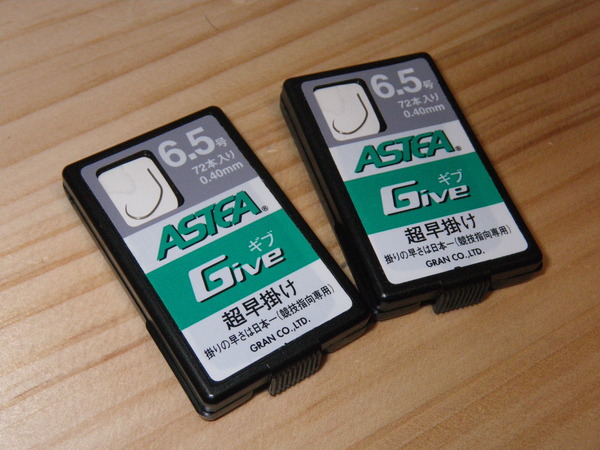 6.5号
72本入り
0.40mm
ASTEA®
ギブ
Give
超早掛け
掛りの早さは日本一(競技指向専用)
GRAN CO.,LTD.
6.5号
72本入り
0.40mm
ASTEA®
ギブ
Give
超早掛け
掛りの早さは日本一(競技指向専用)
GRAN CO.,LTD.